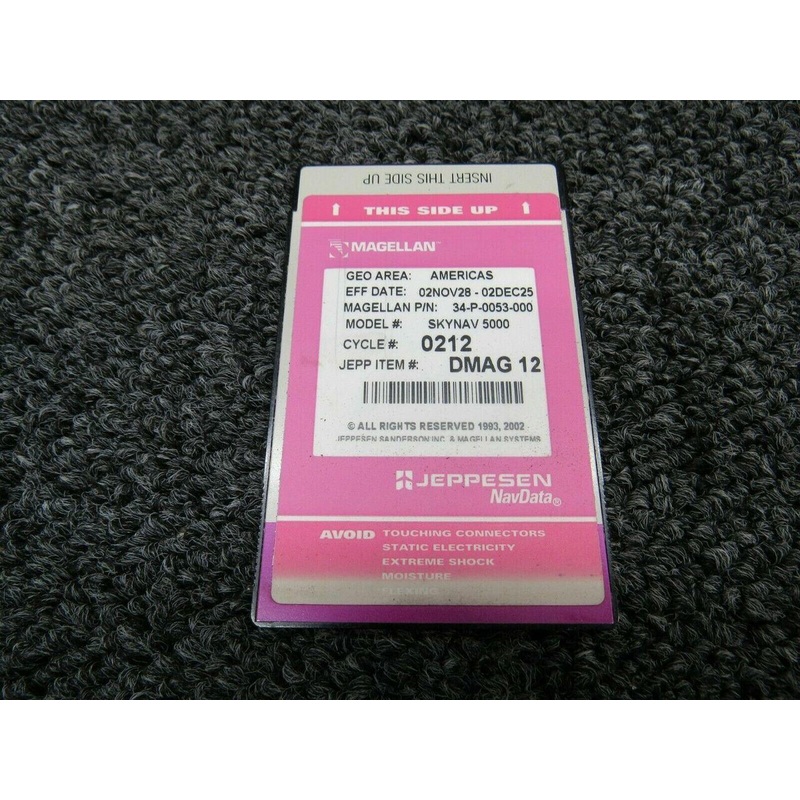 INSERT THIS SIDE UP
↑ THIS SIDE UP ↑
MAGELLAN™
GEO AREA: AMERICAS
EFF DATE: 02NOV28 - 02DEC25
MAGELLAN P/N: 34-P-0053-000
MODEL #: SKYNAV 5000
CYCLE #: 0212
JEPP ITEM #: DMAG 12
© ALL RIGHTS RESERVED 1993, 2002
JEPPESEN SANDERSON INC. & MAGELLAN SYSTEMS
JEPPESEN
NavData®
AVOID TOUCHING CONNECTORS
STATIC ELECTRICITY
EXTREME SHOCK
MOISTURE